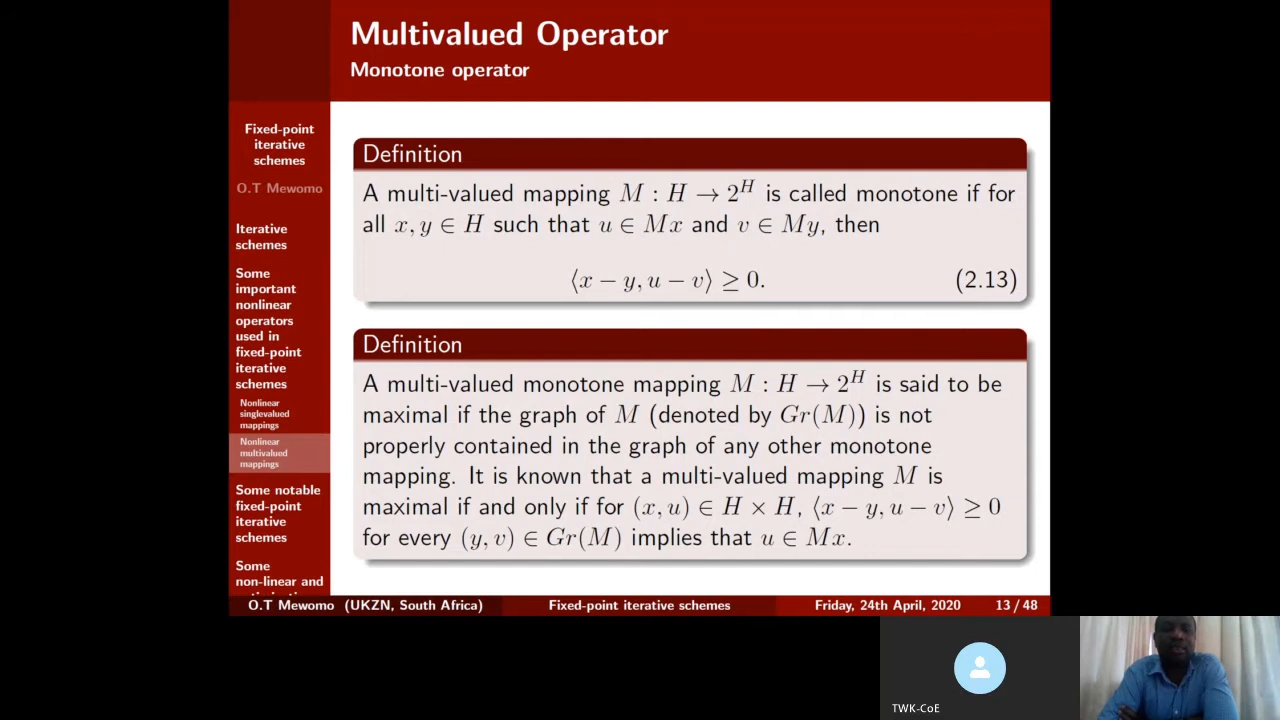 Multivalued Operator
Monotone operator
Fixed-point
iterative
schemes
O.T Mewomo
Iterative
schemes
Some
important
nonlinear
operators
used in
fixed-point
iterative
schemes
Nonlinear
singlevalued
mappings
Nonlinear
multivalued
mappings
Some notable
fixed-point
iterative
schemes
Some
non-linear and
Definition
A multi-valued mapping M : H → 2^H is called monotone if for
all x, y ∈ H such that u ∈ Mx and v ∈ My, then
⟨x − y, u − v⟩ ≥ 0. (2.13)
Definition
A multi-valued monotone mapping M : H → 2^H is said to be
maximal if the graph of M (denoted by Gr(M)) is not
properly contained in the graph of any other monotone
mapping. It is known that a multi-valued mapping M is
maximal if and only if for (x, u) ∈ H × H, ⟨x − y, u − v⟩ ≥ 0
for every (y, v) ∈ Gr(M) implies that u ∈ Mx.
O.T Mewomo (UKZN, South Africa) Fixed-point iterative schemes Friday, 24th April, 2020 13 / 48
TWK-CoE